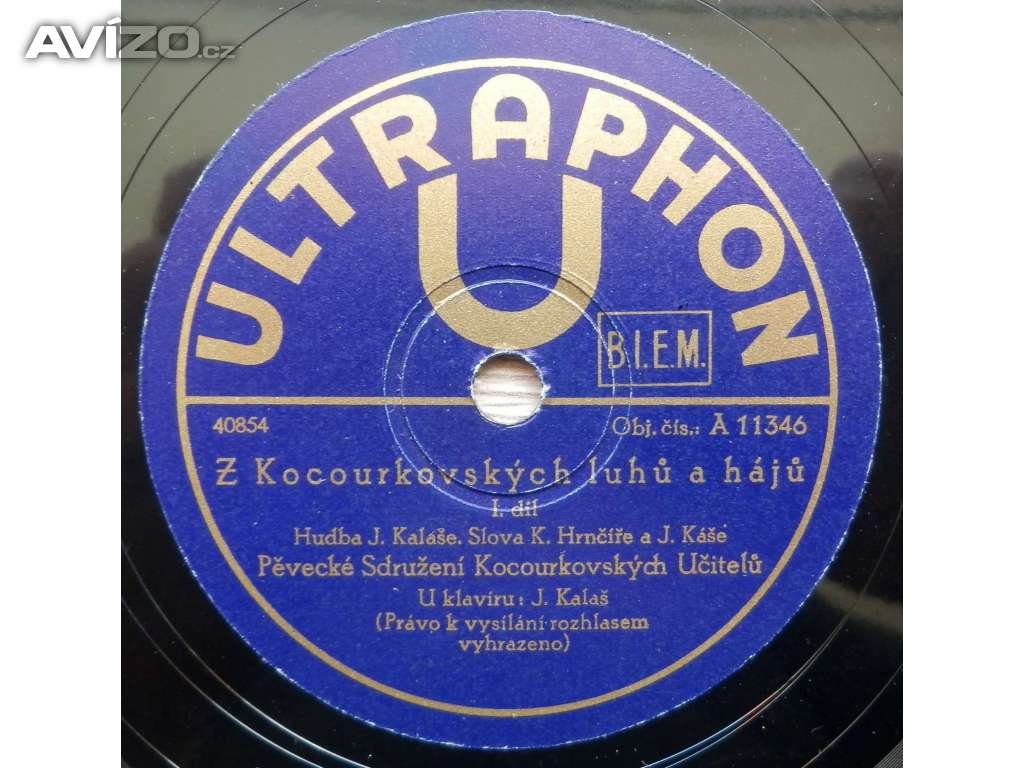 AVÍZO.cz
ULTRAPHON
U
B.I.E.M.
40854
Obj. čís.: A 11346
Z Kocourkovských luhů a hájů
I. díl
Hudba J. Kalaše. Slova K. Hrnčíře a J. Káše
Pěvecké Sdružení Kocourkovských Učitelů
U klavíru: J. Kalaš
(Právo k vysílání rozhlasem
vyhrazeno)